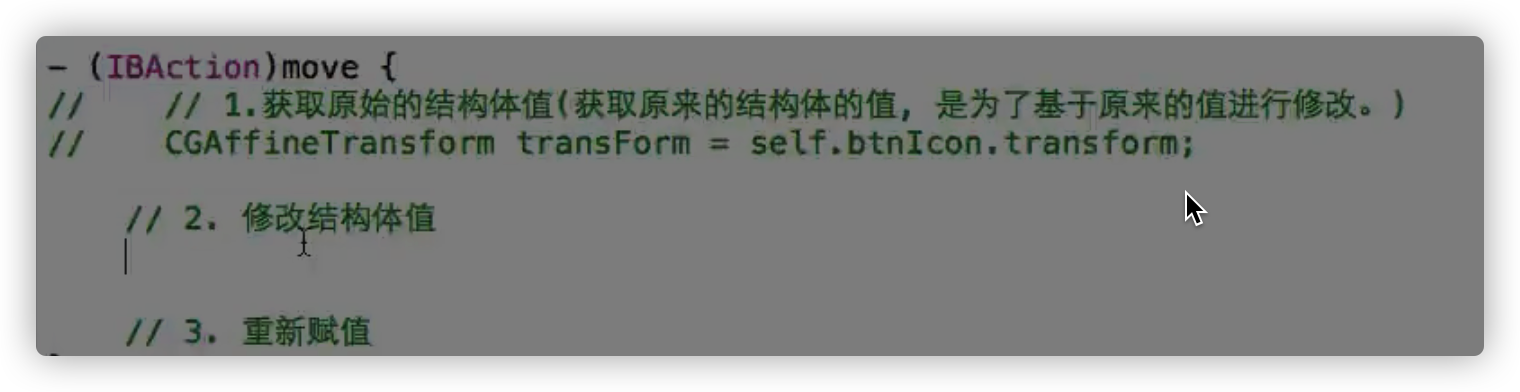 - (IBAction)move {
// // 1.获取原始的结构体值(获取原来的结构体的值, 是为了基于原来的值进行修改。)
// CGAffineTransform transForm = self.btnIcon.transform;
// 2. 修改结构体值
// 3. 重新赋值